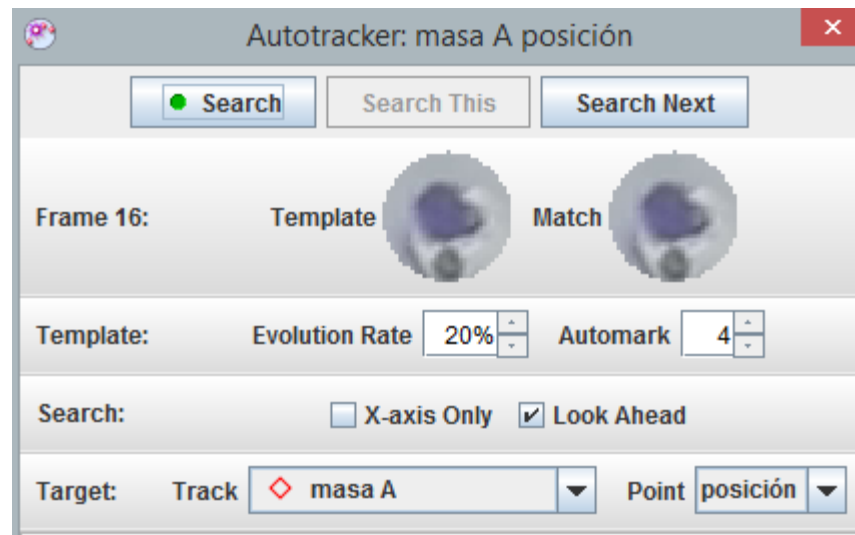 Autotracker: masa A posición
Search Search This Search Next
Frame 16: Template Match
Template: Evolution Rate 20% Automark 4
Search: X-axis Only Look Ahead
Target: Track masa A Point posición